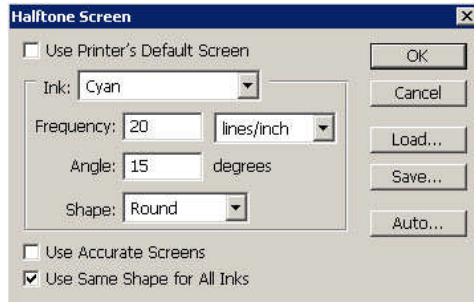 Halftone Screen
Use Printer's Default Screen
Ink: Cyan
Frequency: 20 lines/inch
Angle: 15 degrees
Shape: Round
Use Accurate Screens
Use Same Shape for All Inks
OK
Cancel
Load...
Save...
Auto...